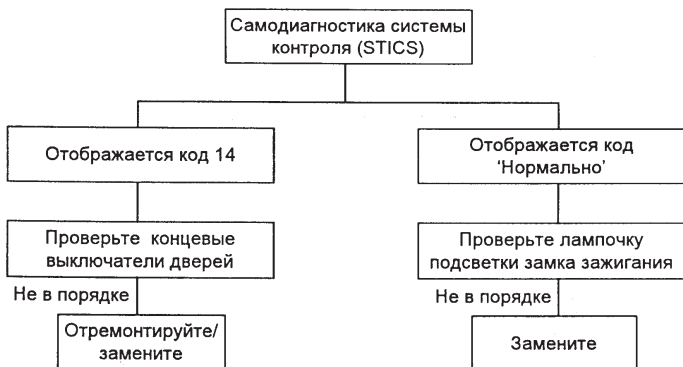 Самодиагностика системы
контроля (STICS)
Отображается код 14
Отображается код
‘Нормально’
Проверьте концевые
выключатели дверей
Проверьте лампочку
подсветки замка зажигания
Не в порядке
Не в порядке
Отремонтируйте/
замените
Замените